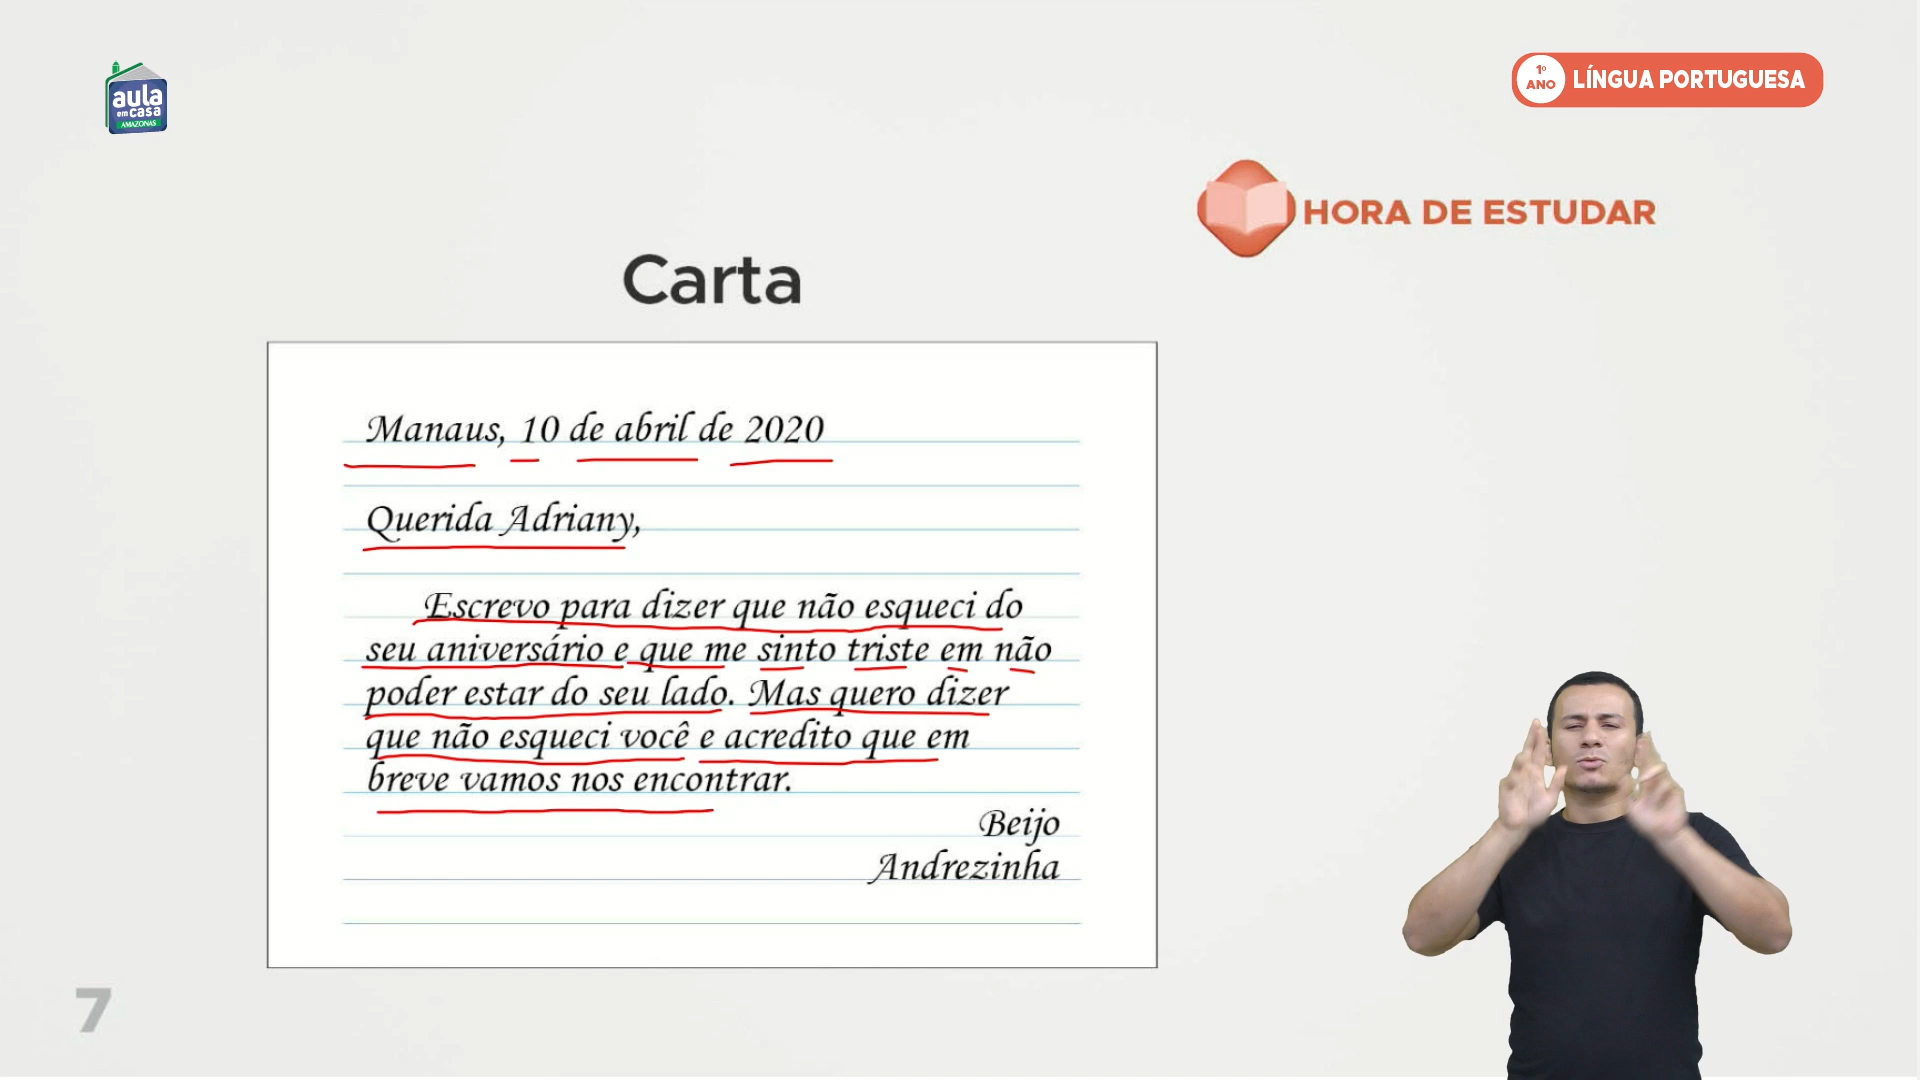 aula
em casa
AMAZONAS
1º
ANO
LÍNGUA PORTUGUESA
HORA DE ESTUDAR
Carta
Manaus, 10 de abril de 2020
Querida Adriany,
Escrevo para dizer que não esqueci do
seu aniversário e que me sinto triste em não
poder estar do seu lado. Mas quero dizer
que não esqueci você e acredito que em
breve vamos nos encontrar.
Beijo
Andrezinha
7